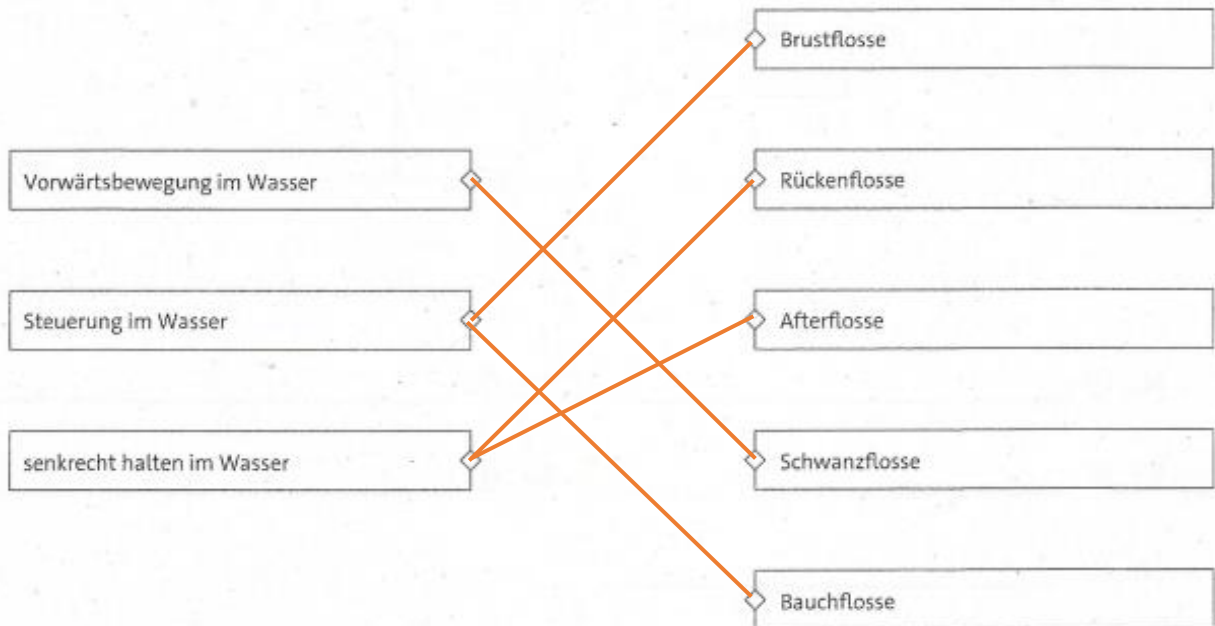 Brustflosse
Vorwärtsbewegung im Wasser
Rückenflosse
Steuerung im Wasser
Afterflosse
senkrecht halten im Wasser
Schwanzflosse
Bauchflosse